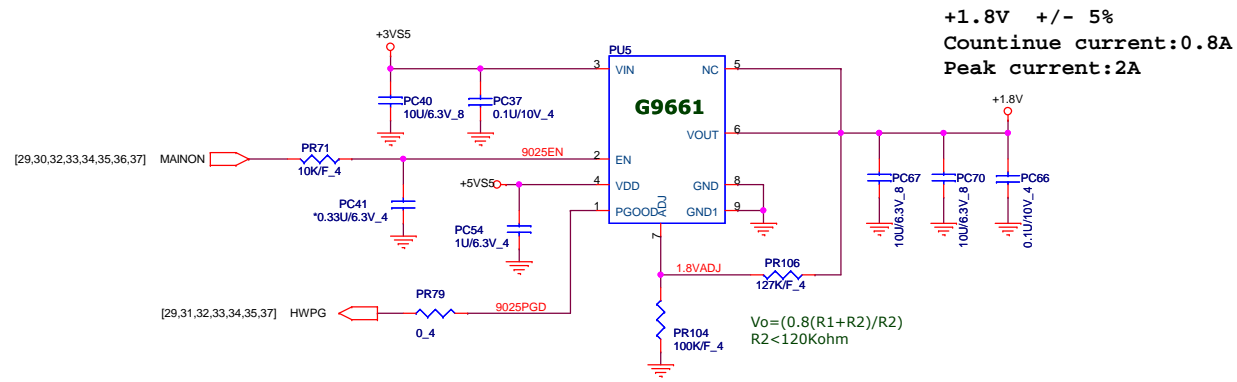 +1.8V +/- 5%
Countinue current:0.8A
Peak current:2A
+3VS5
PU5
3
VIN
NC
5
G9661
PC40
10U/6.3V_8
PC37
0.1U/10V_4
+1.8V
VOUT
6
[29,30,32,33,34,35,36,37] MAINON
PR71
10K/F_4
9025EN
2
EN
PC41
*0.33U/6.3V_4
+5VS5
4
VDD
GND
8
PC67
10U/6.3V_8
PC70
10U/6.3V_8
PC66
0.1U/10V_4
1
PGOOD
ADJ
GND1
9
PC54
1U/6.3V_4
7
1.8VADJ
PR106
127K/F_4
[29,31,32,33,34,35,37] HWPG
PR79
0_4
9025PGD
PR104
100K/F_4
Vo=(0.8(R1+R2)/R2)
R2<120Kohm